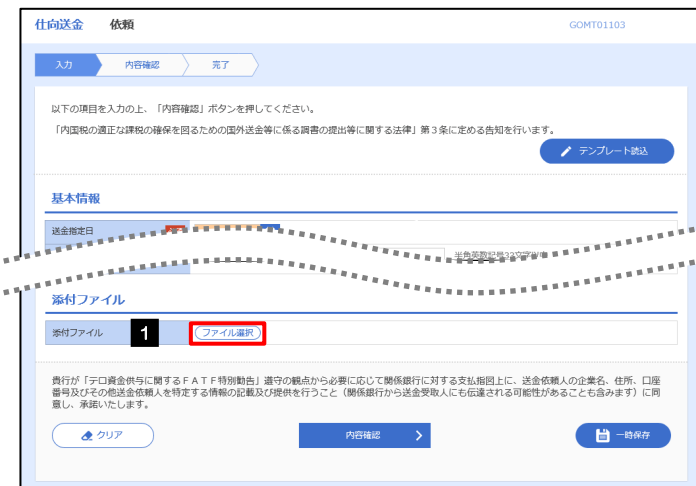 仕向送金 依頼 GOMT01103
入力 内容確認 完了
以下の項目を入力の上、「内容確認」ボタンを押してください。
「内国税の適正な課税の確保を図るための国外送金等に係る調書の提出等に関する法律」第3条に定める告知を行います。
テンプレート読込
基本情報
送金指定日
半角英数記号32文字以内
添付ファイル
添付ファイル 1 ファイル選択
貴行が「テロ資金供与に関するFATF特別勧告」遵守の観点から必要に応じて関係銀行に対する支払指図上に、送金依頼人の企業名、住所、口座
番号及びその他送金依頼人を特定する情報の記載及び提供を行うこと（関係銀行から送金受取人にも伝達される可能性があることも含みます）に同
意し、承諾いたします。
クリア 内容確認 一時保存